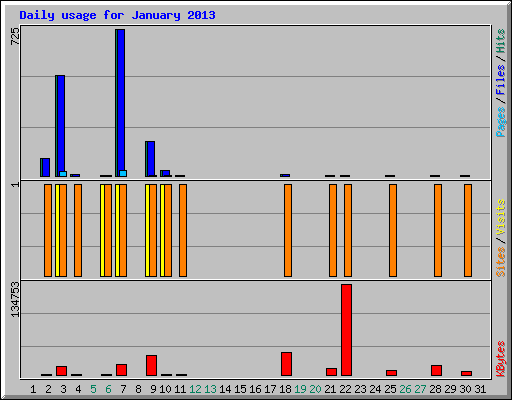 Daily usage for January 2013
725
Pages / Files / Hits
1
Sites / Visits
134753
KBytes
1 2 3 4 5 6 7 8 9 10 11 12 13 14 15 16 17 18 19 20 21 22 23 24 25 26 27 28 29 30 31